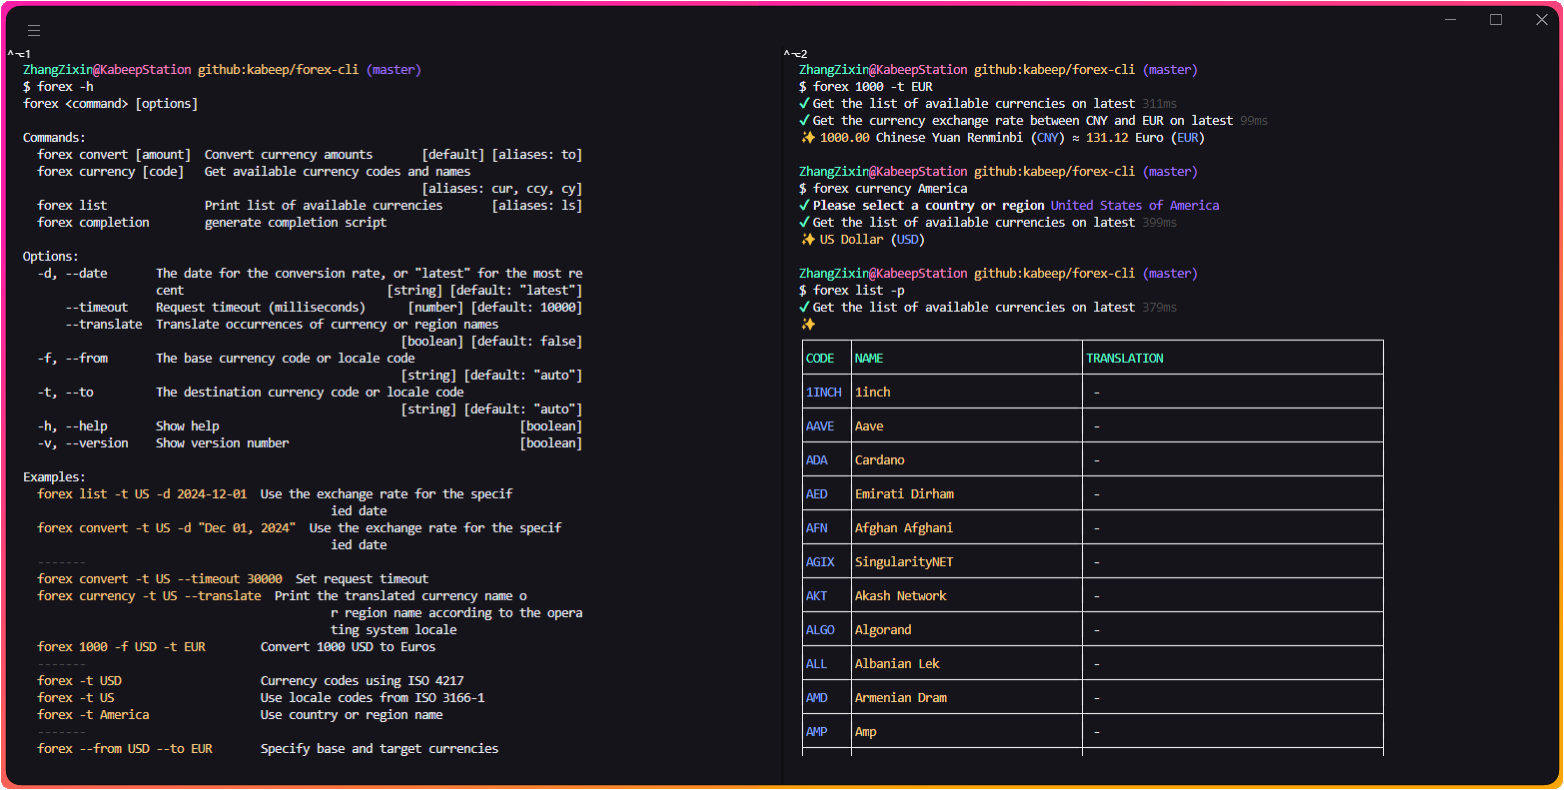 ^⌥1
ZhangZixin@KabeepStation github:kabeep/forex-cli (master)
$ forex -h
forex <command> [options]
Commands:
forex convert [amount]  Convert currency amounts       [default] [aliases: to]
forex currency [code]   Get available currency codes and names
[aliases: cur, ccy, cy]
forex list              Print list of available currencies       [aliases: ls]
forex completion        generate completion script
Options:
-d, --date       The date for the conversion rate, or "latest" for the most re
cent                             [string] [default: "latest"]
--timeout    Request timeout (milliseconds)      [number] [default: 10000]
--translate  Translate occurrences of currency or region names
[boolean] [default: false]
-f, --from       The base currency code or locale code
[string] [default: "auto"]
-t, --to         The destination currency code or locale code
[string] [default: "auto"]
-h, --help       Show help                                           [boolean]
-v, --version    Show version number                                 [boolean]
Examples:
forex list -t US -d 2024-12-01  Use the exchange rate for the specif
ied date
forex convert -t US -d "Dec 01, 2024"  Use the exchange rate for the specif
ied date
-------
forex convert -t US --timeout 30000  Set request timeout
forex currency -t US --translate  Print the translated currency name o
r region name according to the opera
ting system locale
forex 1000 -f USD -t EUR        Convert 1000 USD to Euros
-------
forex -t USD                    Currency codes using ISO 4217
forex -t US                     Use locale codes from ISO 3166-1
forex -t America                Use country or region name
-------
forex --from USD --to EUR       Specify base and target currencies
^⌥2
ZhangZixin@KabeepStation github:kabeep/forex-cli (master)
$ forex 1000 -t EUR
✓ Get the list of available currencies on latest 311ms
✓ Get the currency exchange rate between CNY and EUR on latest 99ms
✨ 1000.00 Chinese Yuan Renminbi (CNY) ≈ 131.12 Euro (EUR)
ZhangZixin@KabeepStation github:kabeep/forex-cli (master)
$ forex currency America
✓ Please select a country or region United States of America
✓ Get the list of available currencies on latest 399ms
✨ US Dollar (USD)
ZhangZixin@KabeepStation github:kabeep/forex-cli (master)
$ forex list -p
✓ Get the list of available currencies on latest 379ms
✨
CODE NAME TRANSLATION
1INCH 1inch -
AAVE Aave -
ADA Cardano -
AED Emirati Dirham -
AFN Afghan Afghani -
AGIX SingularityNET -
AKT Akash Network -
ALGO Algorand -
ALL Albanian Lek -
AMD Armenian Dram -
AMP Amp -